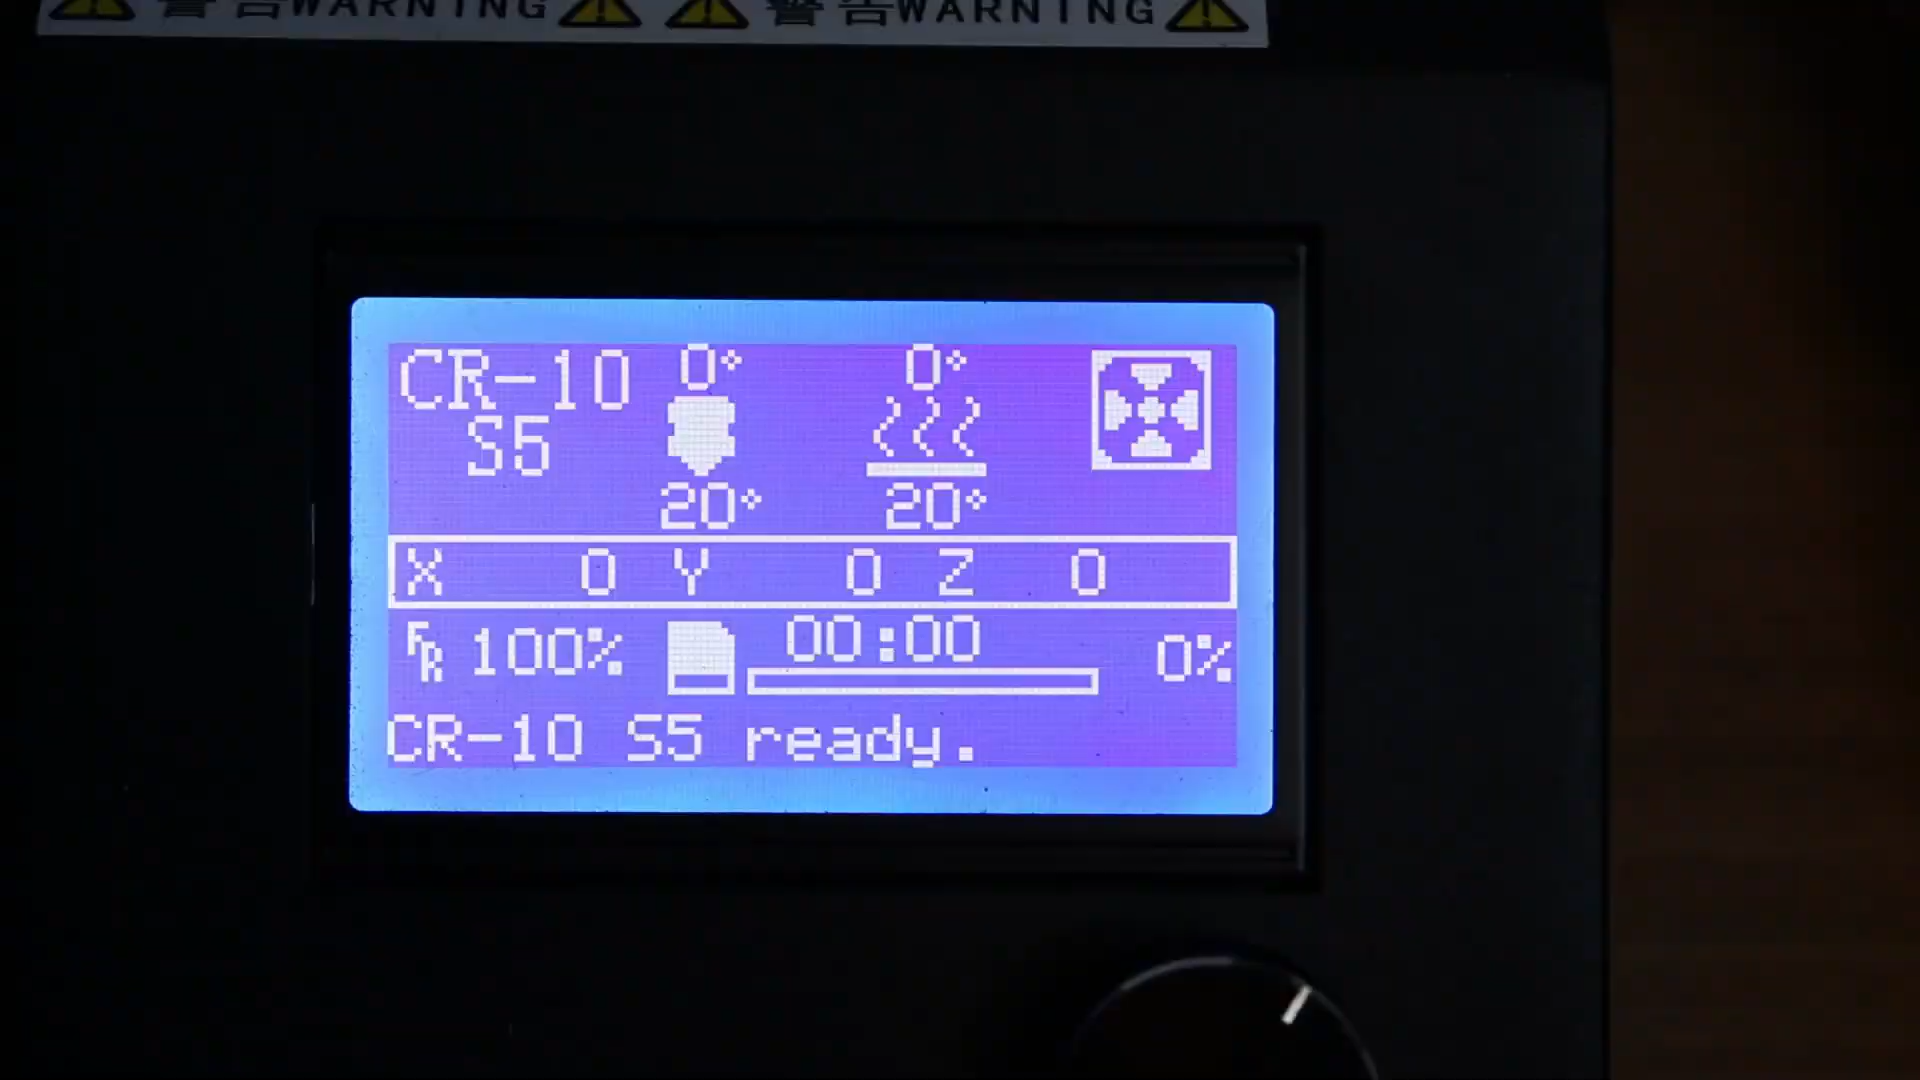 警告WARNING 警告WARNING
CR-10 0° 0°
S5
20° 20°
X 0 Y 0 Z 0
FR 100% 00:00 0%
CR-10 S5 ready.